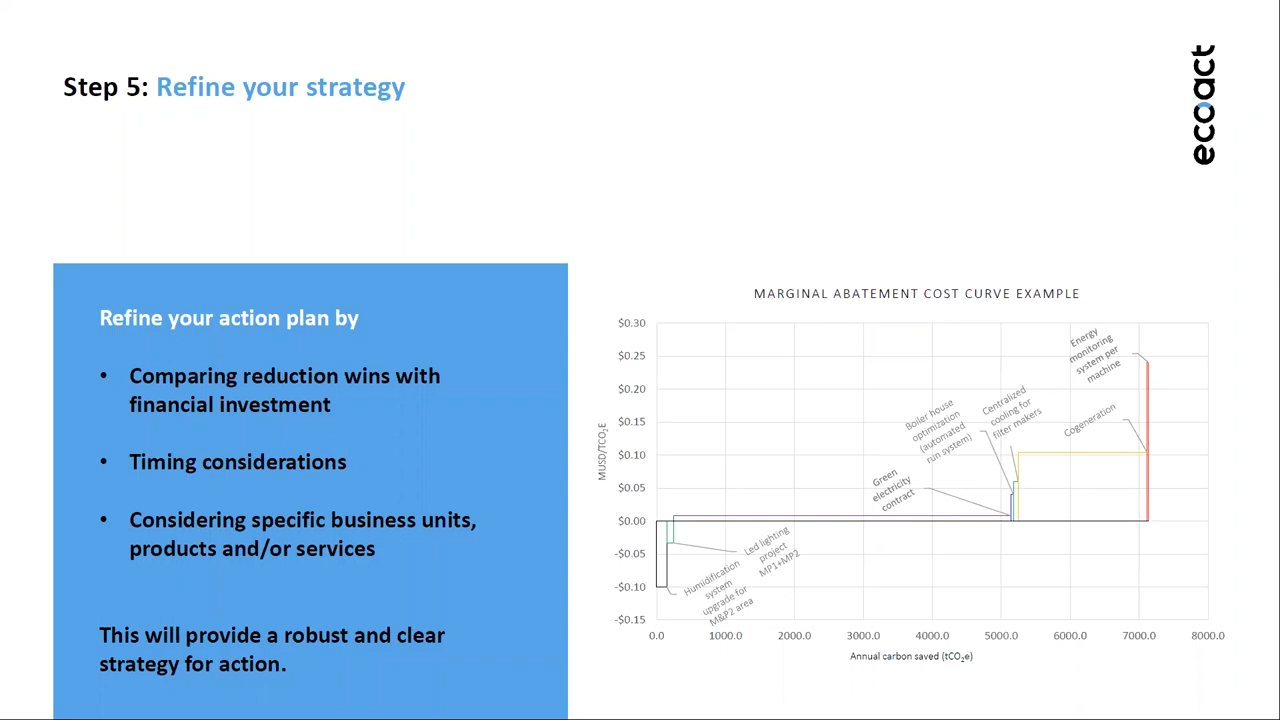 Step 5: Refine your strategy
ecoact
Refine your action plan by
• Comparing reduction wins with
financial investment
• Timing considerations
• Considering specific business units,
products and/or services
This will provide a robust and clear
strategy for action.
MARGINAL ABATEMENT COST CURVE EXAMPLE
MUSD/TCO₂E
$0.30
$0.25
$0.20
$0.15
$0.10
$0.05
$0.00
-$0.05
-$0.10
-$0.15
Humidification
system
upgrade for
M&P2 area
Led lighting
project
MP1+MP2
Green
electricity
contract
Boiler house
optimization
(automated
run system)
Centralized
cooling for
filter makers
Cogeneration
Energy
monitoring
system per
machine
0.0 1000.0 2000.0 3000.0 4000.0 5000.0 6000.0 7000.0 8000.0
Annual carbon saved (tCO₂e)